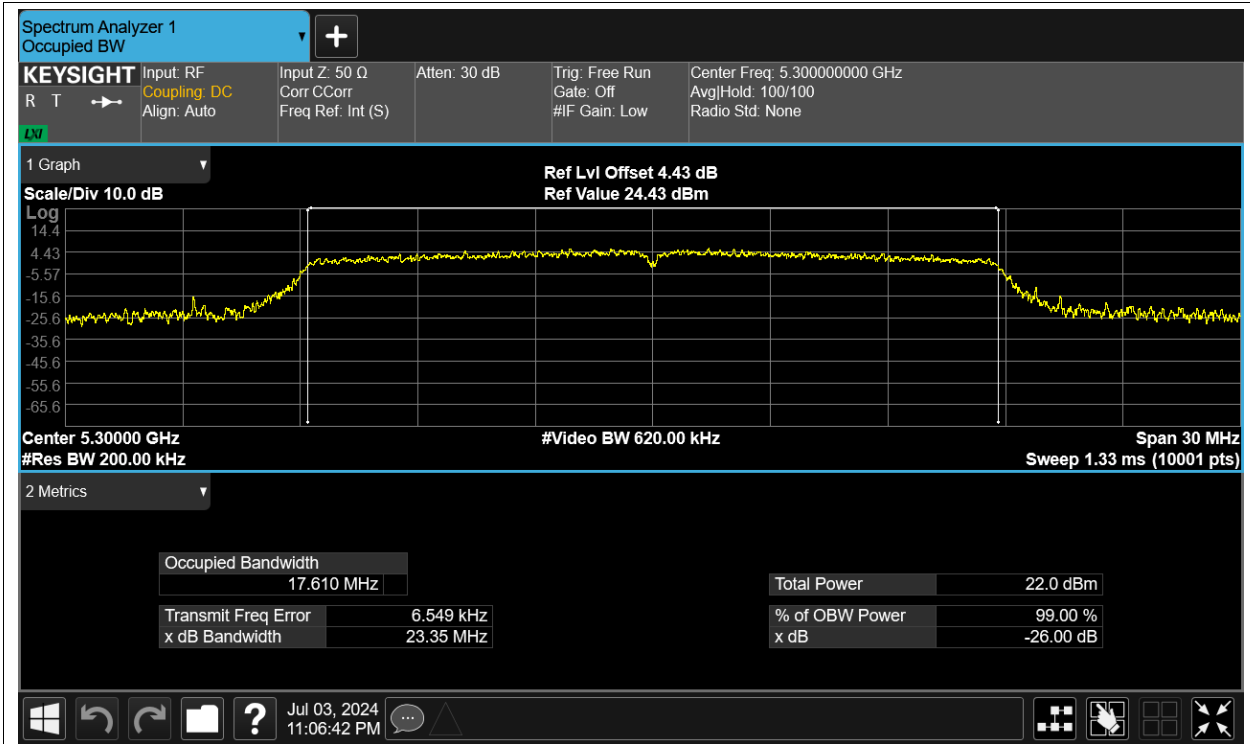 Spectrum Analyzer 1
Occupied BW
▼
+
KEYSIGHT
R T
LXI
Input: RF
Coupling: DC
Align: Auto
Input Z: 50 Ω
Corr CCorr
Freq Ref: Int (S)
Atten: 30 dB
Trig: Free Run
Gate: Off
#IF Gain: Low
Center Freq: 5.300000000 GHz
Avg|Hold: 100/100
Radio Std: None
1 Graph ▼
Scale/Div 10.0 dB
Ref Lvl Offset 4.43 dB
Ref Value 24.43 dBm
Log
14.4
4.43
-5.57
-15.6
-25.6
-35.6
-45.6
-55.6
-65.6
Center 5.30000 GHz
#Res BW 200.00 kHz
#Video BW 620.00 kHz
Span 30 MHz
Sweep 1.33 ms (10001 pts)
2 Metrics ▼
Occupied Bandwidth
17.610 MHz
Transmit Freq Error 6.549 kHz
x dB Bandwidth 23.35 MHz
Total Power 22.0 dBm
% of OBW Power 99.00 %
x dB -26.00 dB
?
Jul 03, 2024
11:06:42 PM